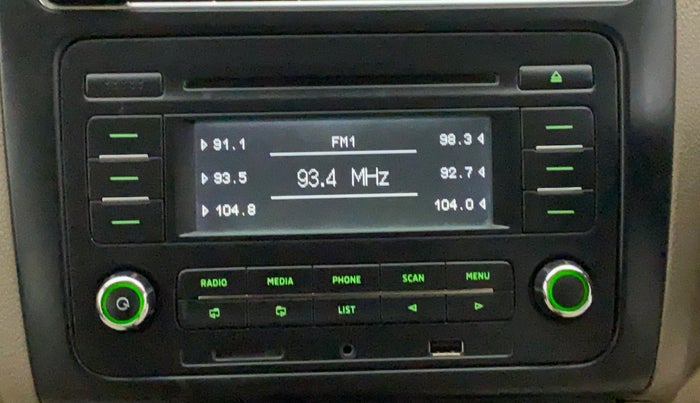 91.1 FM1 98.3
93.5 93.4 MHz 92.7
104.8 104.0
RADIO MEDIA PHONE SCAN MENU
LIST